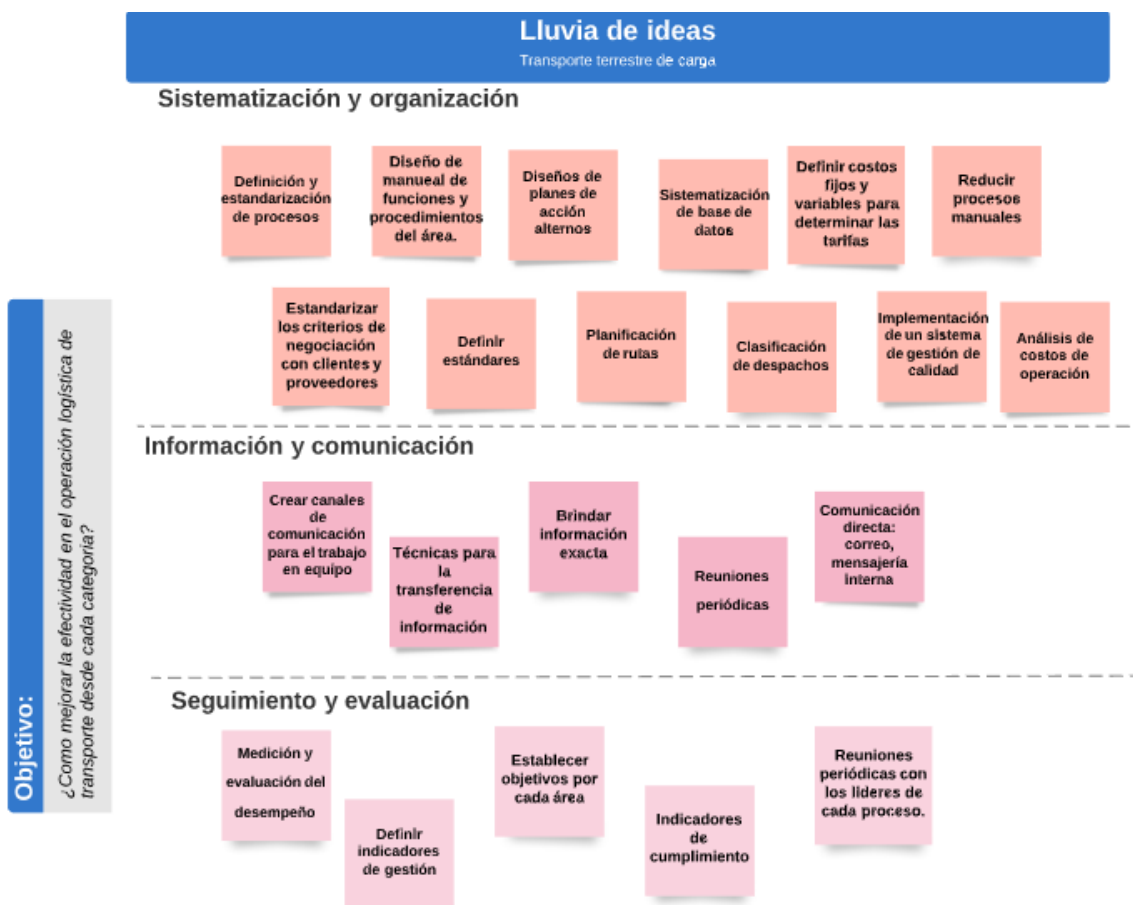 Lluvia de ideas
Transporte terrestre de carga
Sistematización y organización
Definición y
estandarización
de procesos
Diseño de
manueal de
funciones y
procedimientos
del área.
Diseños de
planes de
acción
alternos
Sistematización
de base de
datos
Definir costos
fijos y
variables para
determinar las
tarifas
Reducir
procesos
manuales
Estandarizar
los criterios de
negociación
con clientes y
proveedores
Definir
estándares
Planificación
de rutas
Clasificación
de despachos
Implementación
de un sistema
de gestión de
calidad
Análisis de
costos de
operación
Objetivo:
¿Como mejorar la efectividad en el operación logística de
transporte desde cada categoria?
Información y comunicación
Crear canales
de
comunicación
para el trabajo
en equipo
Técnicas para
la
transferencia
de
información
Brindar
información
exacta
Reuniones
periódicas
Comunicación
directa:
correo,
mensajería
interna
Seguimiento y evaluación
Medición y
evaluación del
desempeño
Definir
indicadores
de gestión
Establecer
objetivos por
cada área
Indicadores
de
cumplimiento
Reuniones
periódicas con
los lideres de
cada proceso.